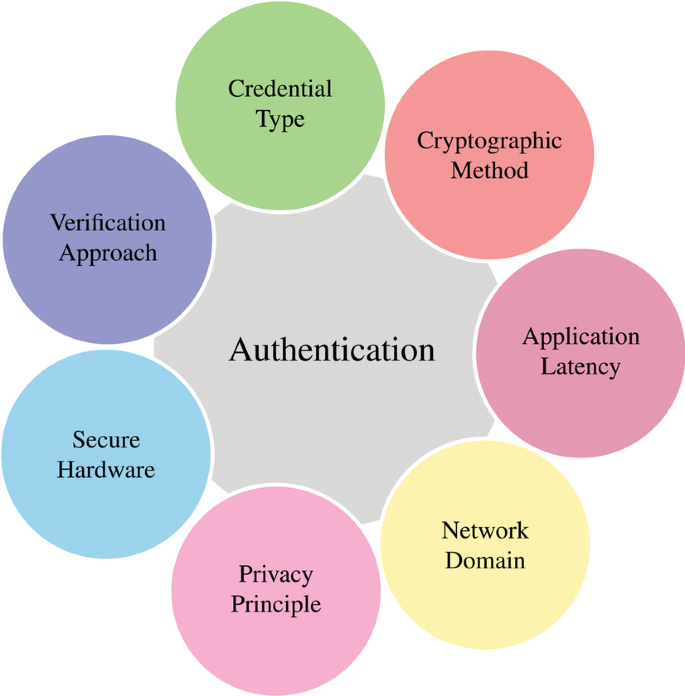 Credential
Type
Cryptographic
Method
Verification
Approach
Application
Latency
Authentication
Secure
Hardware
Network
Domain
Privacy
Principle